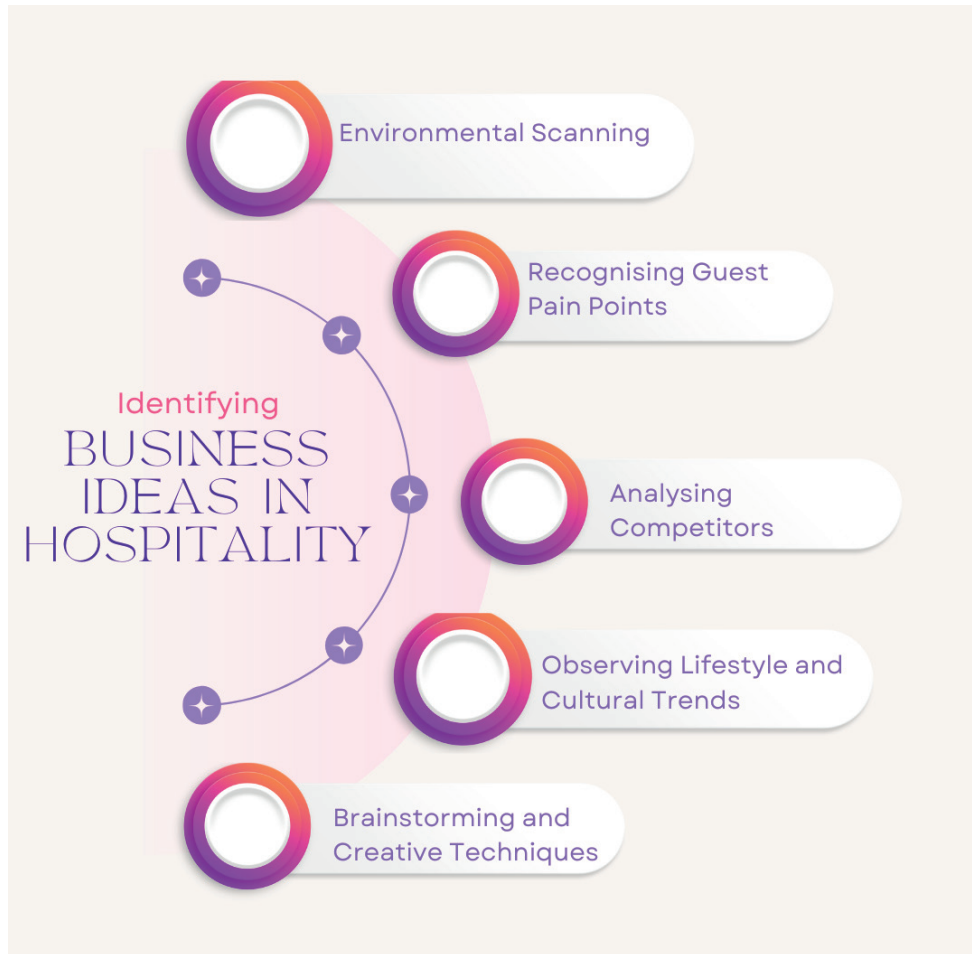 Identifying
BUSINESS
IDEAS IN
HOSPITALITY
Environmental Scanning
Recognising Guest
Pain Points
Analysing
Competitors
Observing Lifestyle and
Cultural Trends
Brainstorming and
Creative Techniques